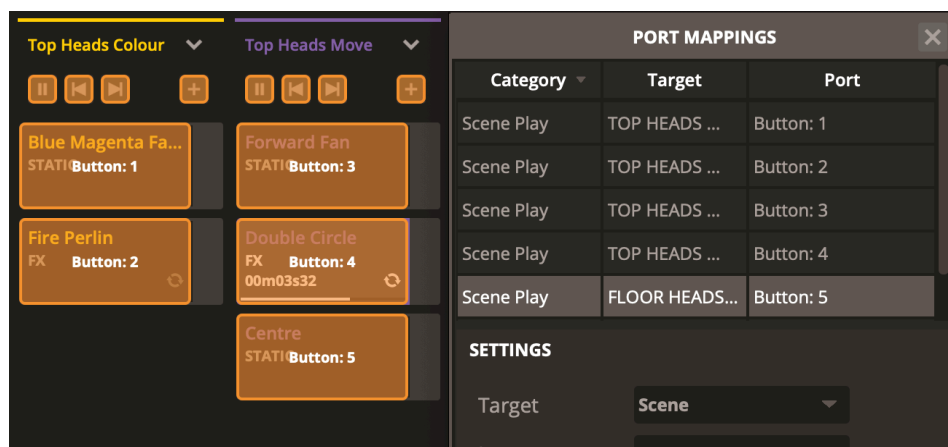 Top Heads Colour
Top Heads Move
Blue Magenta Fa...
STATIC Button: 1
Forward Fan
STATIC Button: 3
Fire Perlin
FX Button: 2
Double Circle
FX Button: 4
00m03s32
Centre
STATIC Button: 5
PORT MAPPINGS
Category Target Port
Scene Play TOP HEADS ... Button: 1
Scene Play TOP HEADS ... Button: 2
Scene Play TOP HEADS ... Button: 3
Scene Play TOP HEADS ... Button: 4
Scene Play FLOOR HEADS... Button: 5
SETTINGS
Target Scene